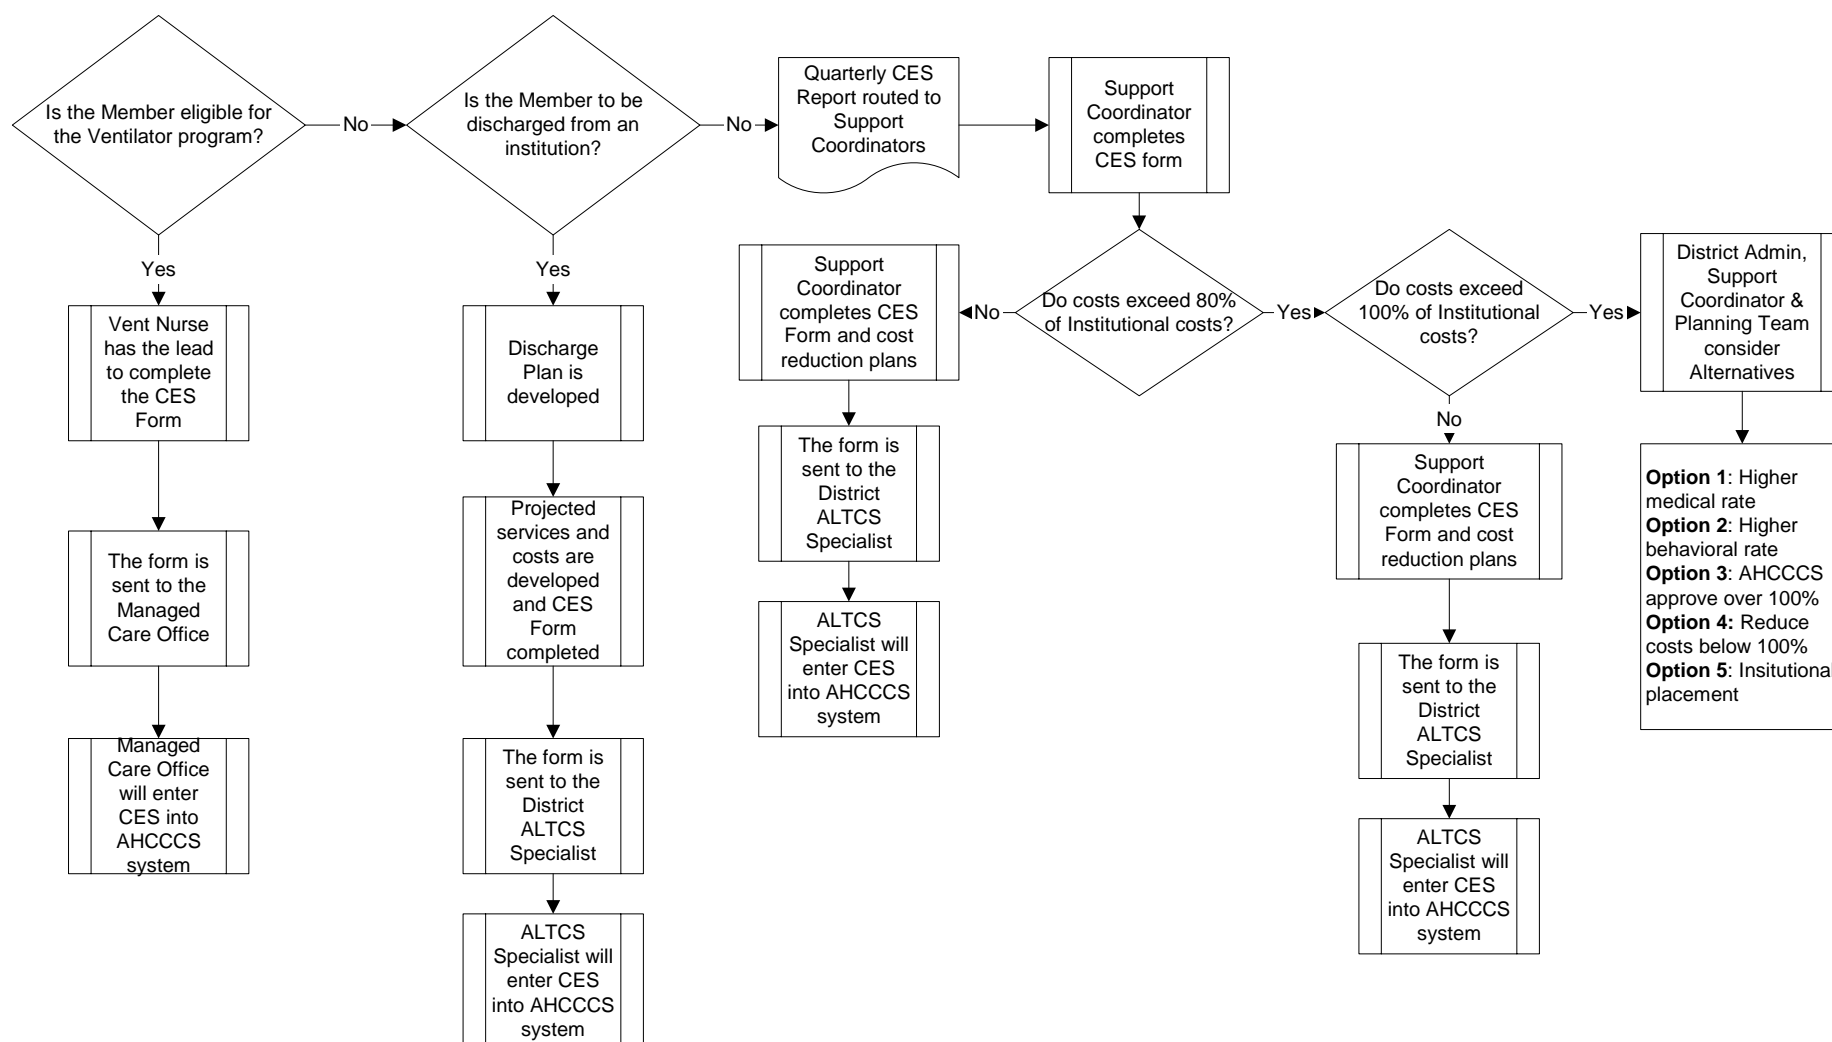 Is the Member eligible for
the Ventilator program?
No
Is the Member to be
discharged from an
institution?
No
Quarterly CES
Report routed to
Support
Coordinators
Support
Coordinator
completes
CES form
Yes
Vent Nurse
has the lead
to complete
the CES
Form
The form is
sent to the
Managed
Care Office
Managed
Care Office
will enter
CES into
AHCCCS
system
Yes
Discharge
Plan is
developed
Projected
services and
costs are
developed
and CES
Form
completed
The form is
sent to the
District
ALTCS
Specialist
ALTCS
Specialist will
enter CES
into AHCCCS
system
Do costs exceed 80%
of Institutional costs?
No
Support
Coordinator
completes CES
Form and cost
reduction plans
The form is
sent to the
District
ALTCS
Specialist
ALTCS
Specialist will
enter CES
into AHCCCS
system
Yes
Do costs exceed
100% of Institutional
costs?
No
Support
Coordinator
completes CES
Form and cost
reduction plans
The form is
sent to the
District
ALTCS
Specialist
ALTCS
Specialist will
enter CES
into AHCCCS
system
Yes
District Admin,
Support
Coordinator &
Planning Team
consider
Alternatives
Option 1: Higher
medical rate
Option 2: Higher
behavioral rate
Option 3: AHCCCS
approve over 100%
Option 4: Reduce
costs below 100%
Option 5: Insitutional
placement